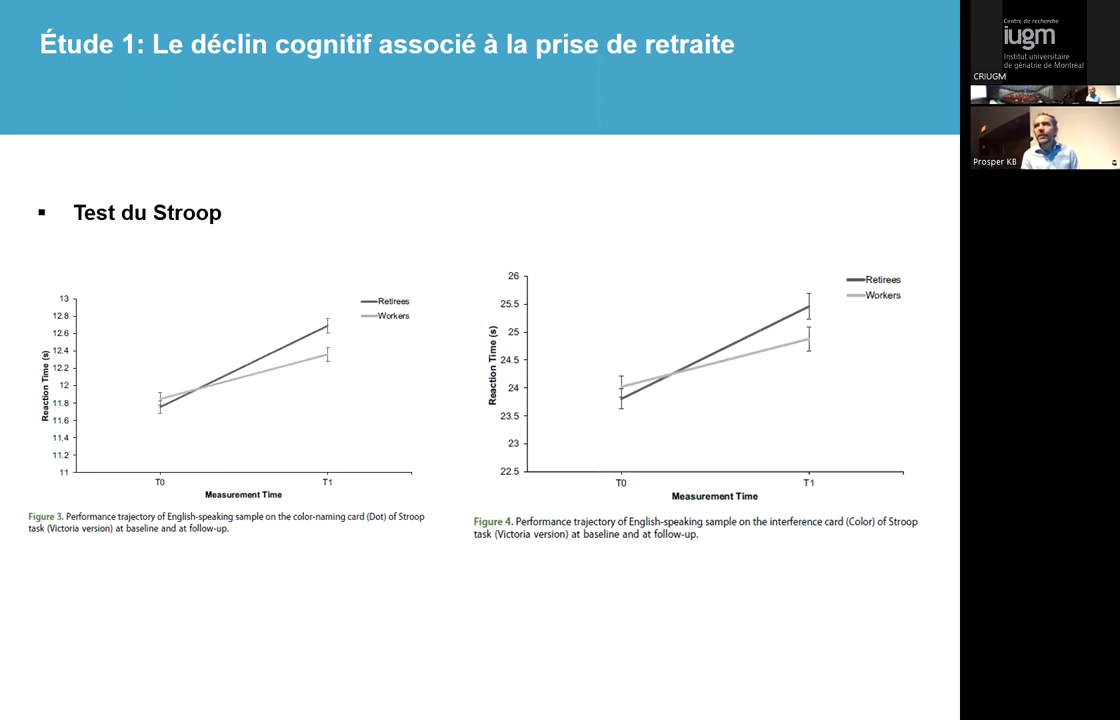 Étude 1: Le déclin cognitif associé à la prise de retraite
▪ Test du Stroop
13
12.8
12.6
12.4
12.2
12
11.8
11.6
11.4
11.2
11
Reaction Time (s)
Retirees
Workers
T0
T1
Measurement Time
Figure 3. Performance trajectory of English-speaking sample on the color-naming card (Dot) of Stroop
task (Victoria version) at baseline and at follow-up.
26
25.5
25
24.5
24
23.5
23
22.5
Reaction Time (s)
Retirees
Workers
T0
T1
Measurement Time
Figure 4. Performance trajectory of English-speaking sample on the interference card (Color) of Stroop
task (Victoria version) at baseline and at follow-up.
Centre de recherche
iugm
Institut universitaire
de gériatrie de Montréal
CRIUGM
Prosper KB